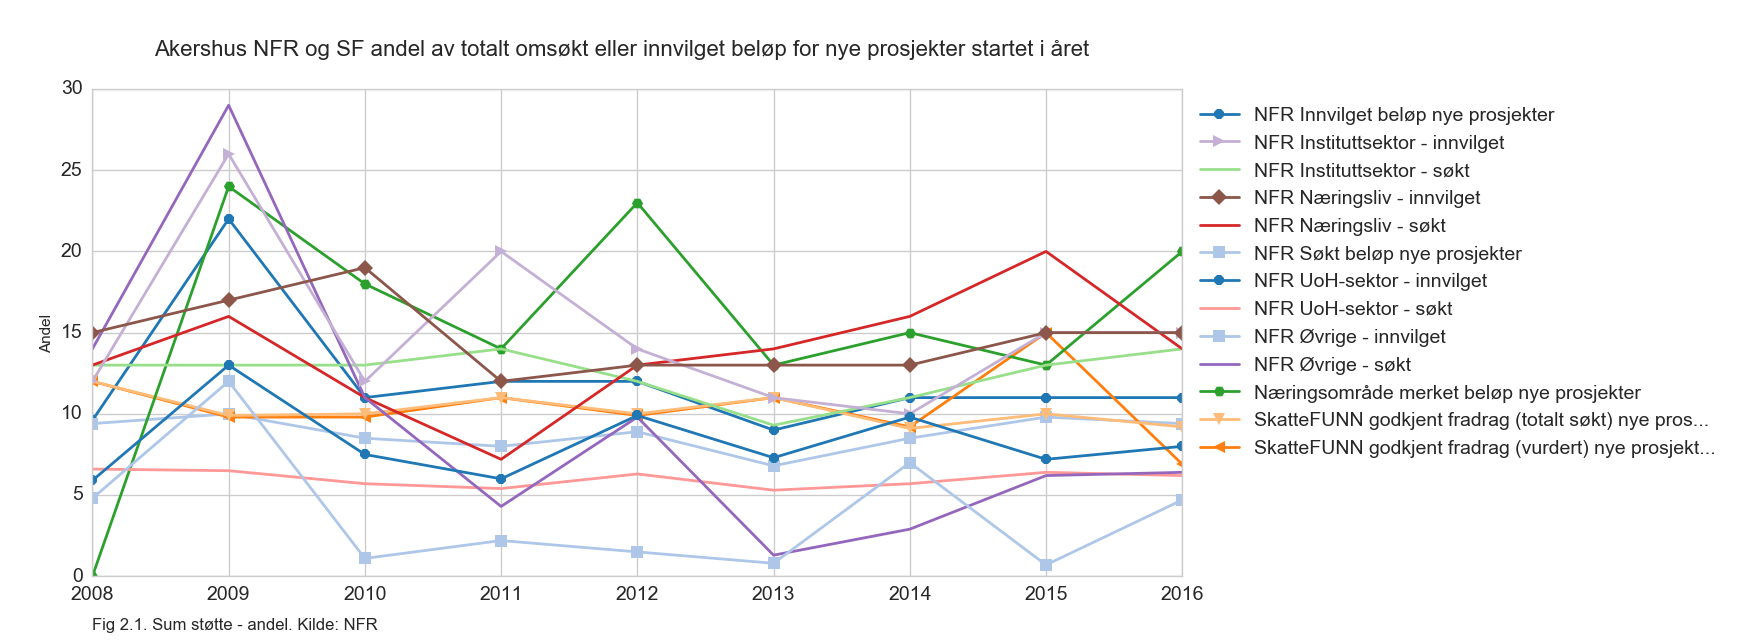 Akershus NFR og SF andel av totalt omsøkt eller innvilget beløp for nye prosjekter startet i året
30
25
20
15
10
5
0
Andel
2008 2009 2010 2011 2012 2013 2014 2015 2016
NFR Innvilget beløp nye prosjekter
NFR Instituttsektor - innvilget
NFR Instituttsektor - søkt
NFR Næringsliv - innvilget
NFR Næringsliv - søkt
NFR Søkt beløp nye prosjekter
NFR UoH-sektor - innvilget
NFR UoH-sektor - søkt
NFR Øvrige - innvilget
NFR Øvrige - søkt
Næringsområde merket beløp nye prosjekter
SkatteFUNN godkjent fradrag (totalt søkt) nye pros...
SkatteFUNN godkjent fradrag (vurdert) nye prosjekt...
Fig 2.1. Sum støtte - andel. Kilde: NFR